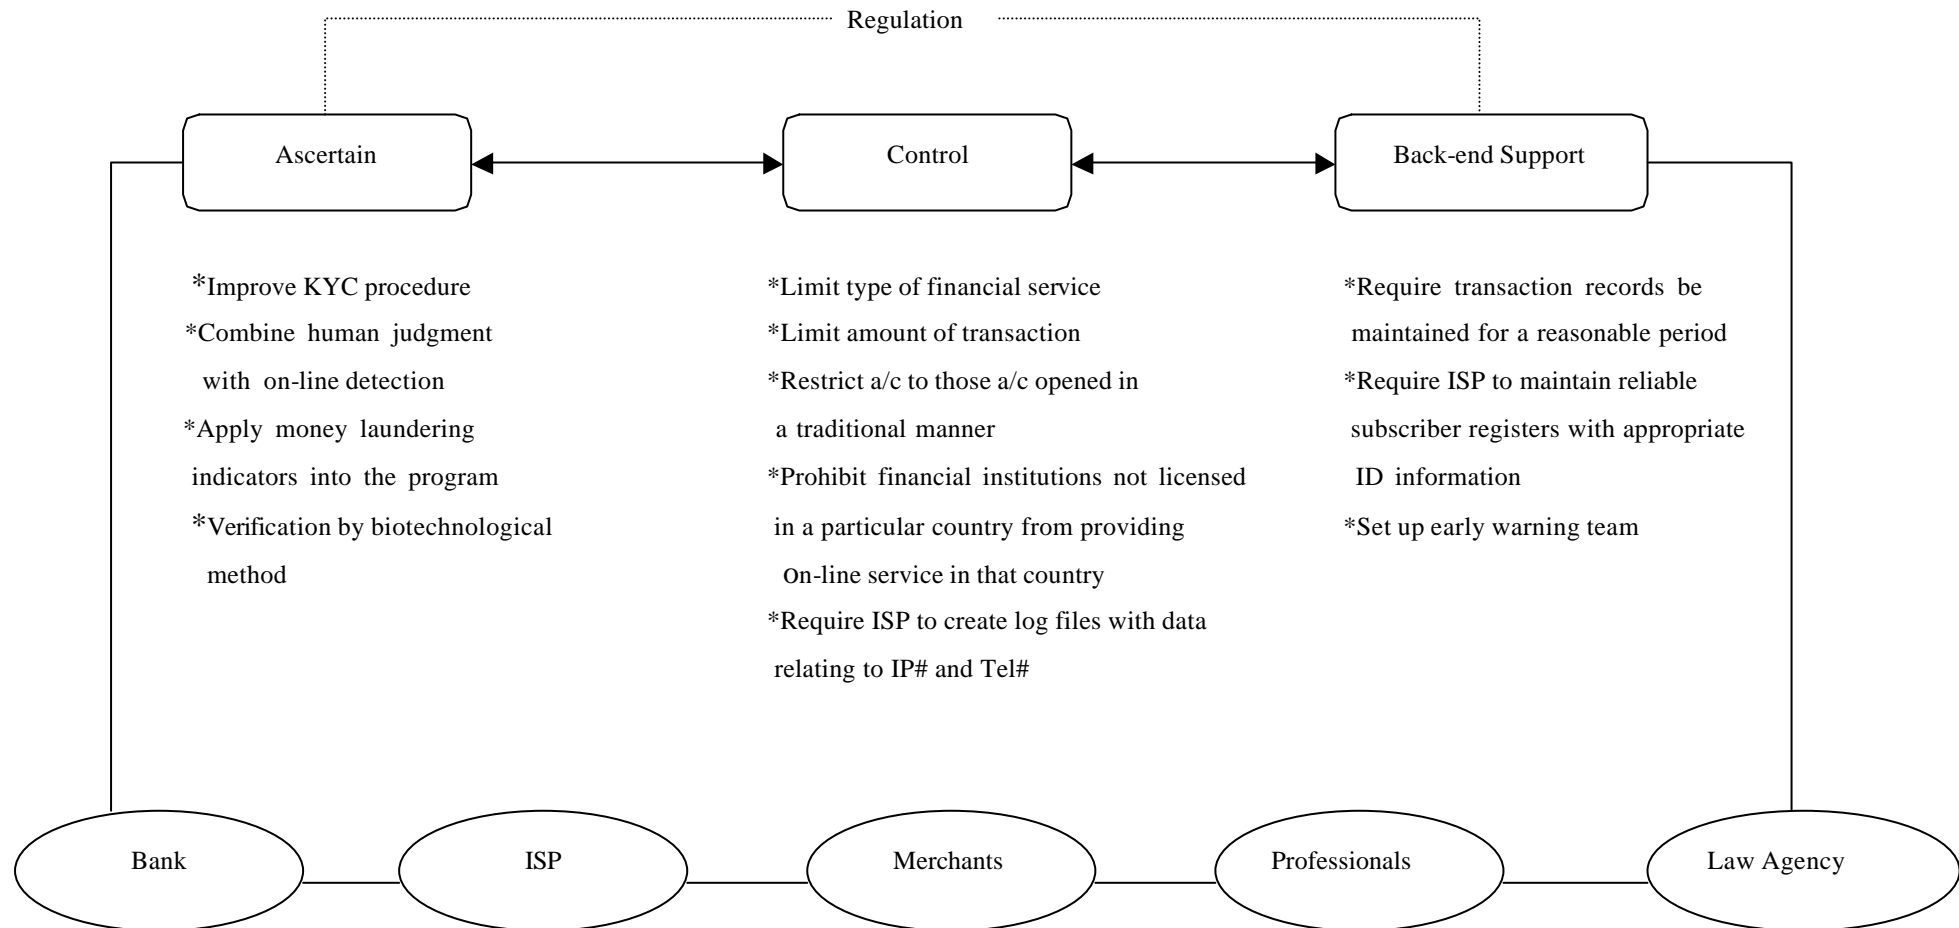 Regulation
Ascertain
Control
Back-end Support
*Improve KYC procedure
*Combine human judgment
with on-line detection
*Apply money laundering
indicators into the program
*Verification by biotechnological
method
*Limit type of financial service
*Limit amount of transaction
*Restrict a/c to those a/c opened in
a traditional manner
*Prohibit financial institutions not licensed
in a particular country from providing
on-line service in that country
*Require ISP to create log files with data
relating to IP# and Tel#
*Require transaction records be
maintained for a reasonable period
*Require ISP to maintain reliable
subscriber registers with appropriate
ID information
*Set up early warning team
Bank
ISP
Merchants
Professionals
Law Agency